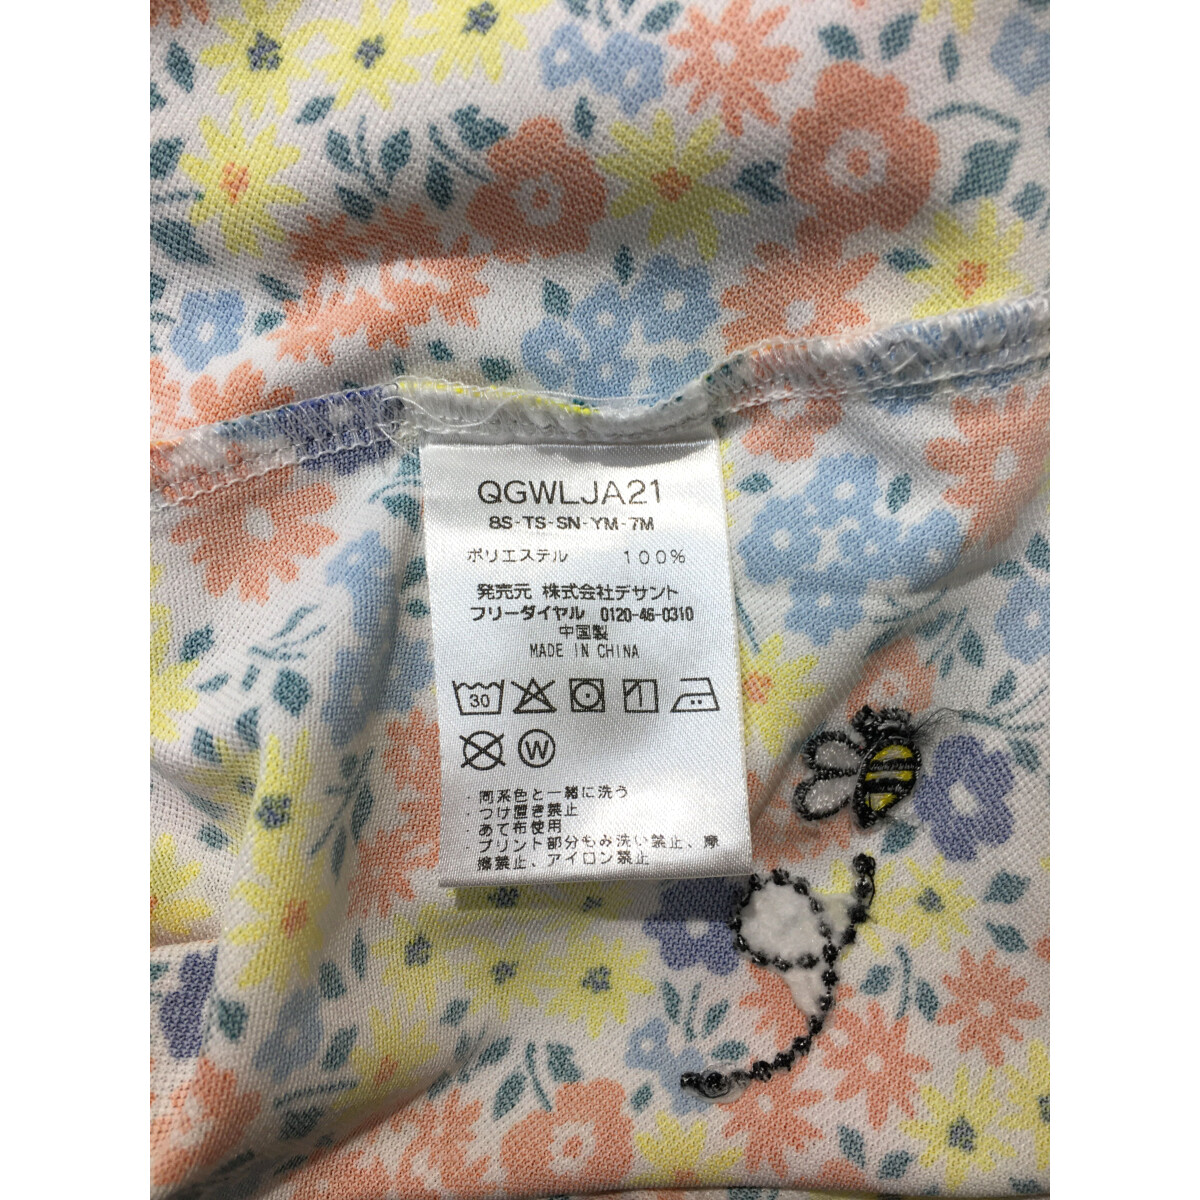 QGWLJA21
8S-TS-SN-YM-7M
ポリエステル 100%
発売元 株式会社デサント
フリーダイヤル 0120-46-0310
中国製
MADE IN CHINA
30
W
・同系色と一緒に洗う
・つけ置き禁止
・あて布使用
・プリント部分もみ洗い禁止、摩
擦禁止、アイロン禁止